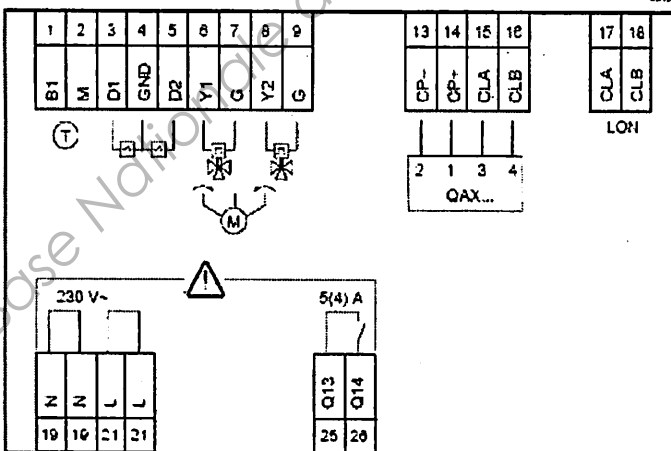 1 2 3 4 5 6 7 8 9
B1 M D1 GND D2 Y1 G Y2 G
T
M
13 14 15 16
CP- CP+ CLA CLB
2 1 3 4
QAX...
17 18
CLA CLB
LON
!
230 V~
N N L L
19 19 21 21
5(4) A
Q13 Q14
25 26
Base Nationale